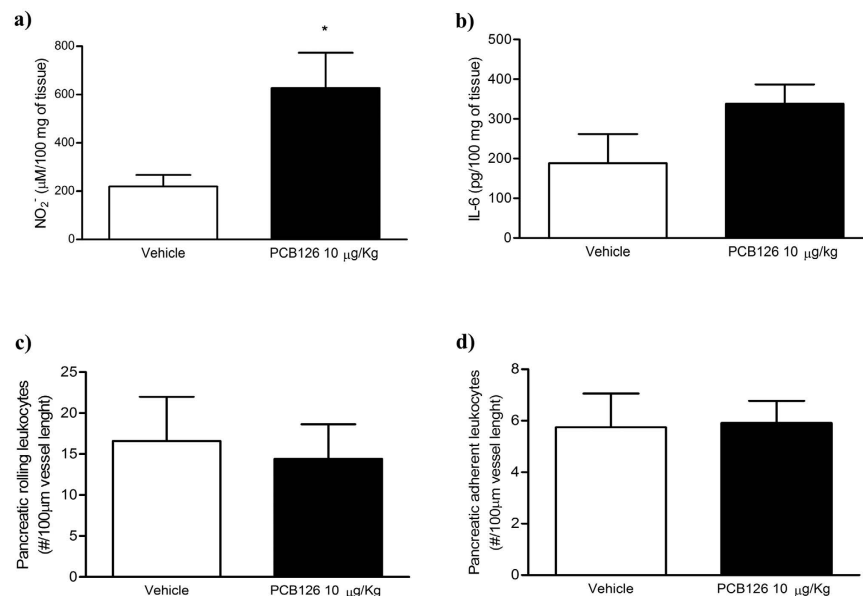 a)
NO₂⁻ (μM/100 mg of tissue)
800
600
400
200
0
*
Vehicle
PCB126 10 μg/Kg
b)
IL-6 (pg/100 mg of tissue)
500
400
300
200
100
0
Vehicle
PCB126 10 μg/kg
c)
Pancreatic rolling leukocytes
(#/100μm vessel lenght)
25
20
15
10
5
0
Vehicle
PCB126 10 μg/Kg
d)
Pancreatic adherent leukocytes
(#/100μm vessel lenght)
8
6
4
2
0
Vehicle
PCB126 10 μg/Kg